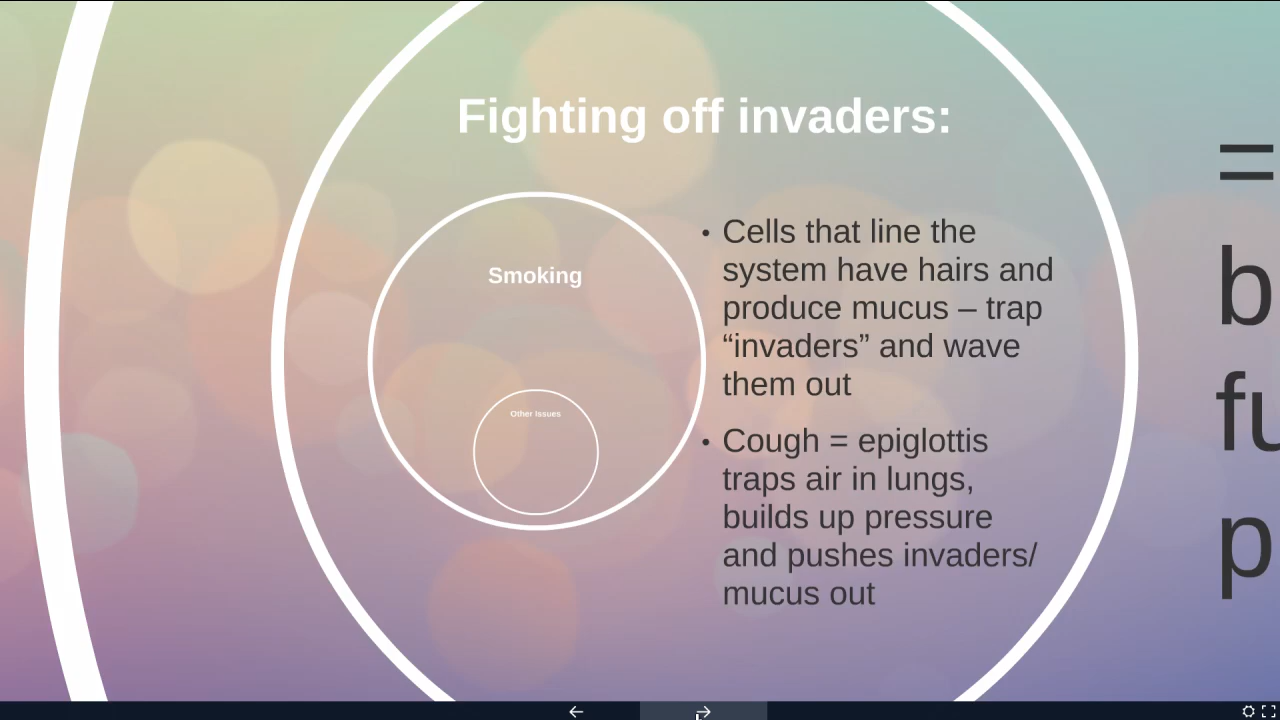 Fighting off invaders:
Smoking
Other Issues
• Cells that line the
system have hairs and
produce mucus – trap
“invaders” and wave
them out
• Cough = epiglottis
traps air in lungs,
builds up pressure
and pushes invaders/
mucus out
=
b
fu
p